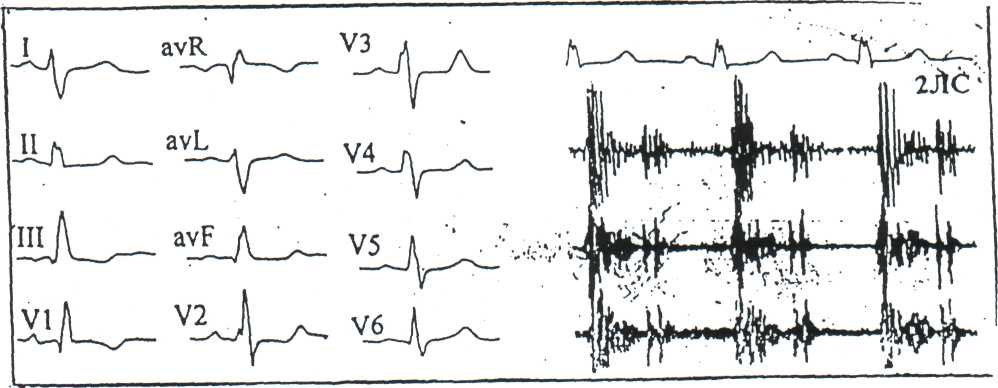 I avR V3
2ЛС
II avL V4
III avF V5
V1 V2 V6